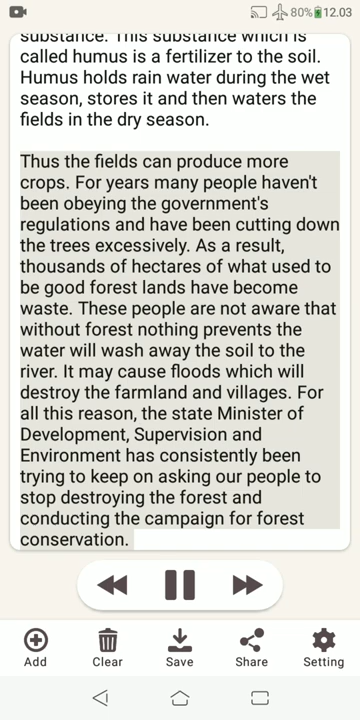 80% 12.03
substance. This substance which is
called humus is a fertilizer to the soil.
Humus holds rain water during the wet
season, stores it and then waters the
fields in the dry season.
Thus the fields can produce more
crops. For years many people haven't
been obeying the government's
regulations and have been cutting down
the trees excessively. As a result,
thousands of hectares of what used to
be good forest lands have become
waste. These people are not aware that
without forest nothing prevents the
water will wash away the soil to the
river. It may cause floods which will
destroy the farmland and villages. For
all this reason, the state Minister of
Development, Supervision and
Environment has consistently been
trying to keep on asking our people to
stop destroying the forest and
conducting the campaign for forest
conservation.
Add Clear Save Share Setting